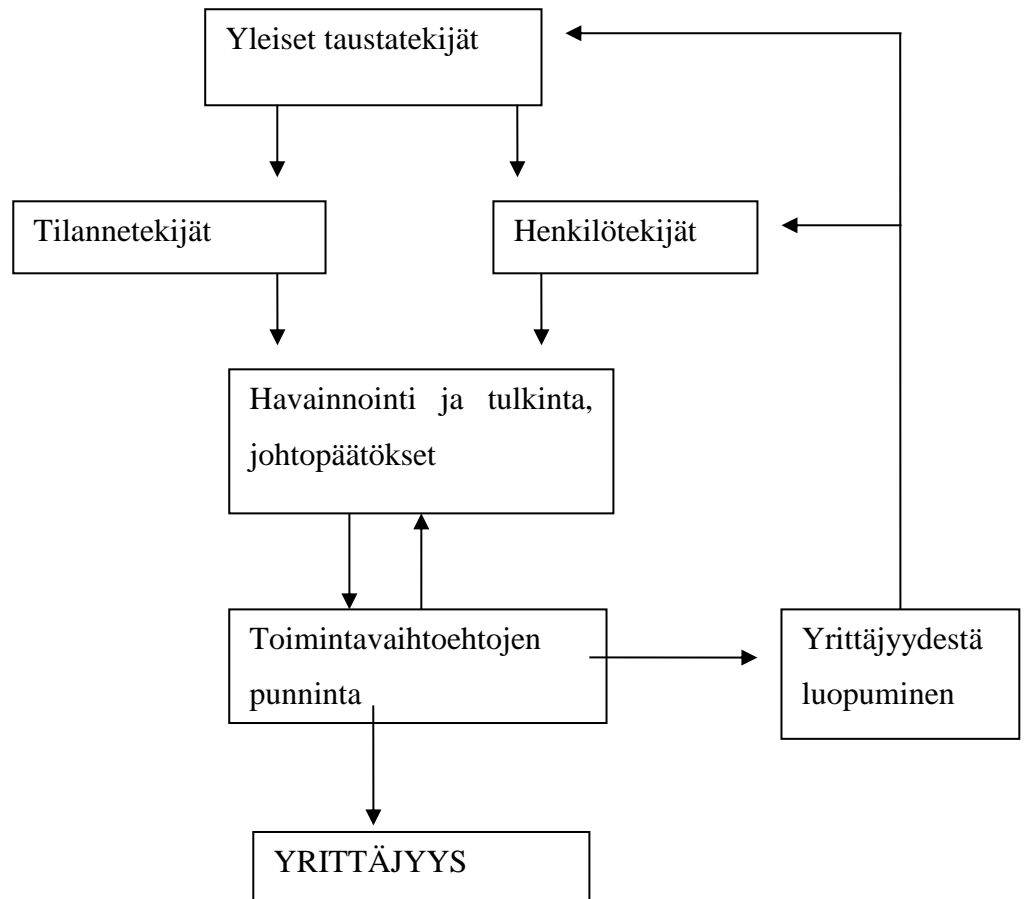 Yleiset taustatekijät
Tilannetekijät
Henkilötekijät
Havainnointi ja tulkinta,
johtopäätökset
Toimintavaihtoehtojen
punninta
Yrittäjyydestä
luopuminen
YRITTÄJYYS